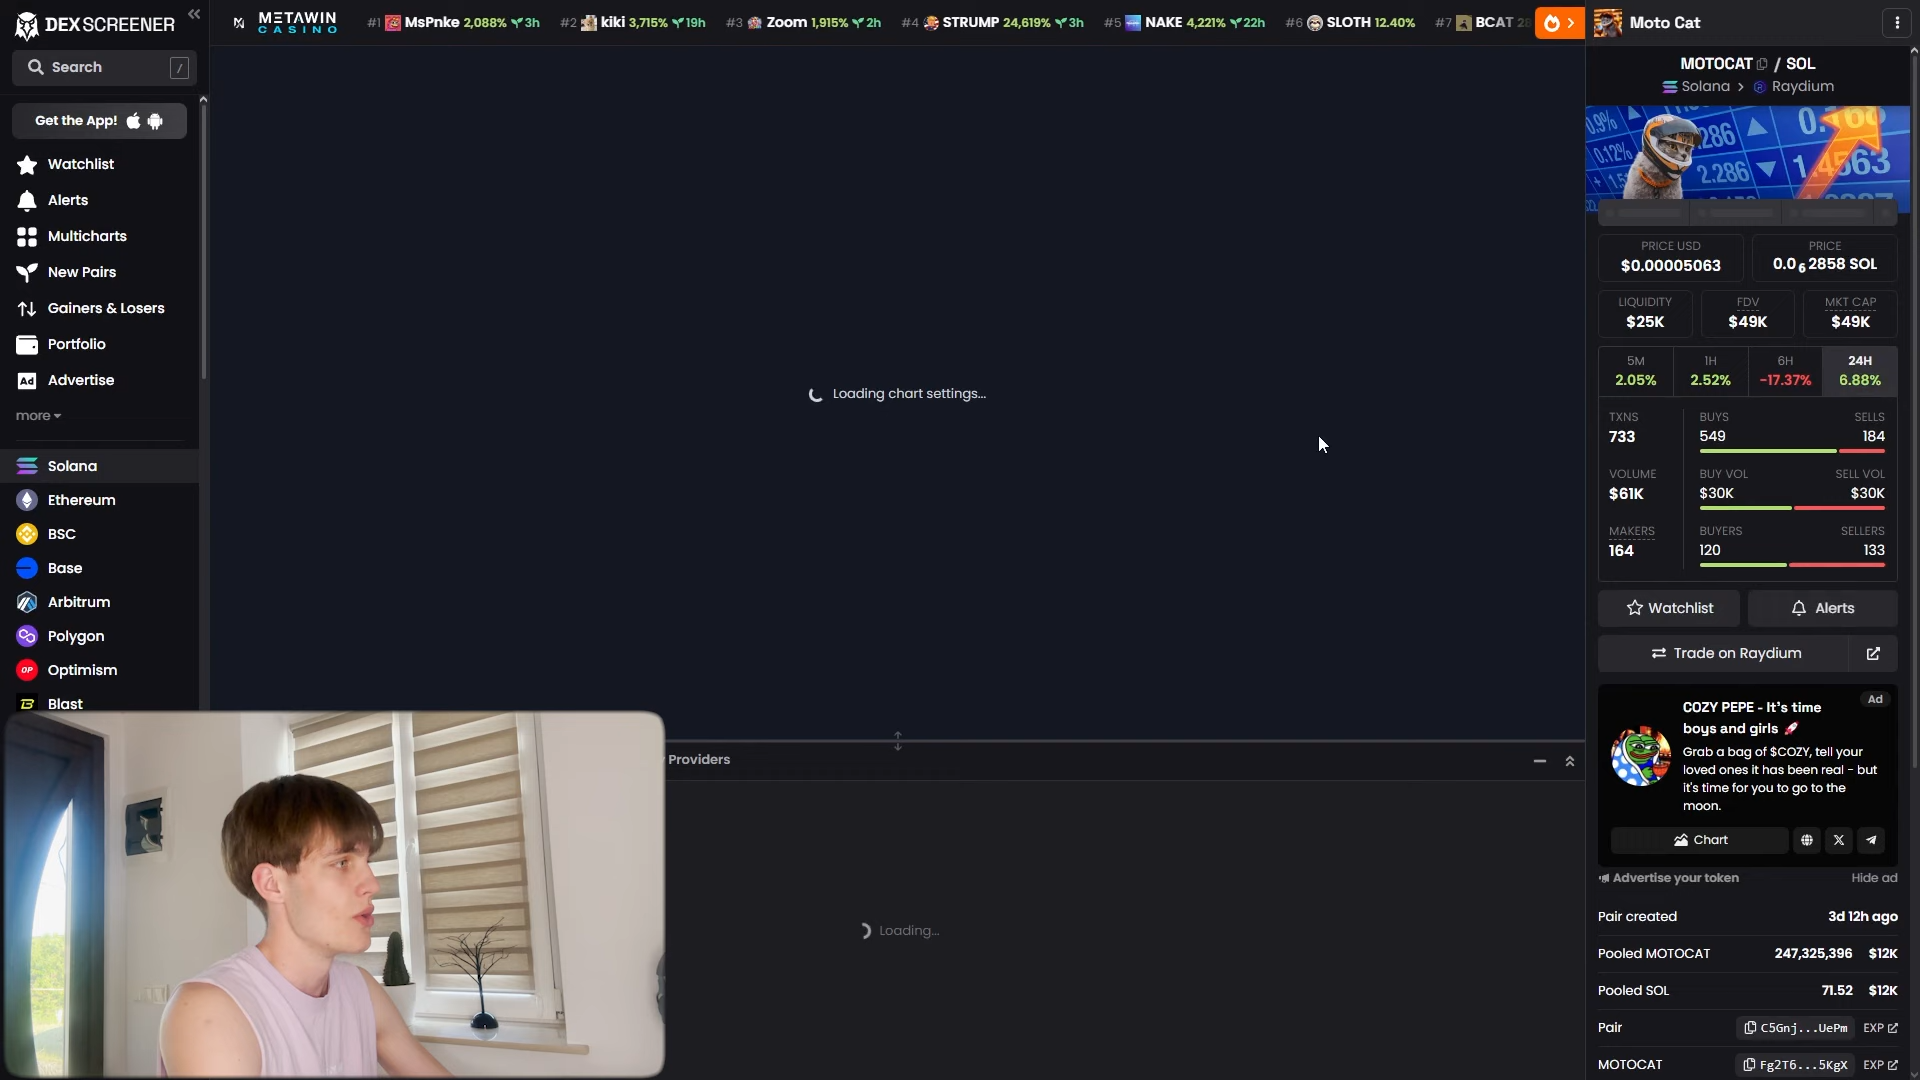 DEX SCREENER
Search
/
Get the App!
Watchlist
Alerts
Multicharts
New Pairs
Gainers & Losers
Portfolio
Ad
Advertise
more
Solana
Ethereum
BSC
Base
Arbitrum
Polygon
OP
Optimism
Blast
METAWIN
CASINO
#1 MsPnke 2,088% 3h
#2 kiki 3,715% 19h
#3 Zoom 1,915% 2h
#4 STRUMP 24,619% 3h
#5 NAKE 4,221% 22h
#6 SLOTH 12.40%
#7 BCAT
Loading chart settings...
Providers
Loading...
Moto Cat
MOTOCAT / SOL
Solana > Raydium
0.9%
0.12%
286
2.286
PRICE USD
$0.00005063
PRICE
0.0₆2858 SOL
LIQUIDITY
$25K
FDV
$49K
MKT CAP
$49K
5M
2.05%
1H
2.52%
6H
-17.37%
24H
6.88%
TXNS
733
BUYS
549
SELLS
184
VOLUME
$61K
BUY VOL
$30K
SELL VOL
$30K
MAKERS
164
BUYERS
120
SELLERS
133
Watchlist
Alerts
Trade on Raydium
Ad
COZY PEPE - It's time
boys and girls 🚀
Grab a bag of $COZY, tell your
loved ones it has been real - but
it's time for you to go to the
moon.
Chart
Advertise your token
Hide ad
Pair created 3d 12h ago
Pooled MOTOCAT 247,325,396 $12K
Pooled SOL 71.52 $12K
Pair C5Gnj...UePm EXP
MOTOCAT Fg2T6...5KgX EXP